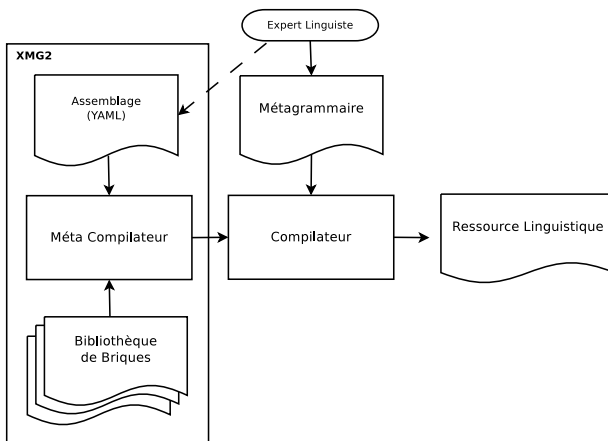 Expert Linguiste
XMG2
Assemblage
(YAML)
Métagrammaire
Méta Compilateur
Compilateur
Ressource Linguistique
Bibliothèque
de Briques